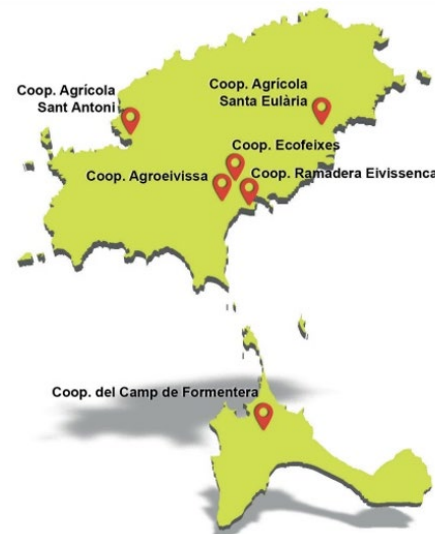 Coop. Agrícola
Sant Antoni
Coop. Agrícola
Santa Eulària
Coop. Ecofeixes
Coop. Agroeivissa
Coop. Ramadera Eivissenca
Coop. del Camp de Formentera